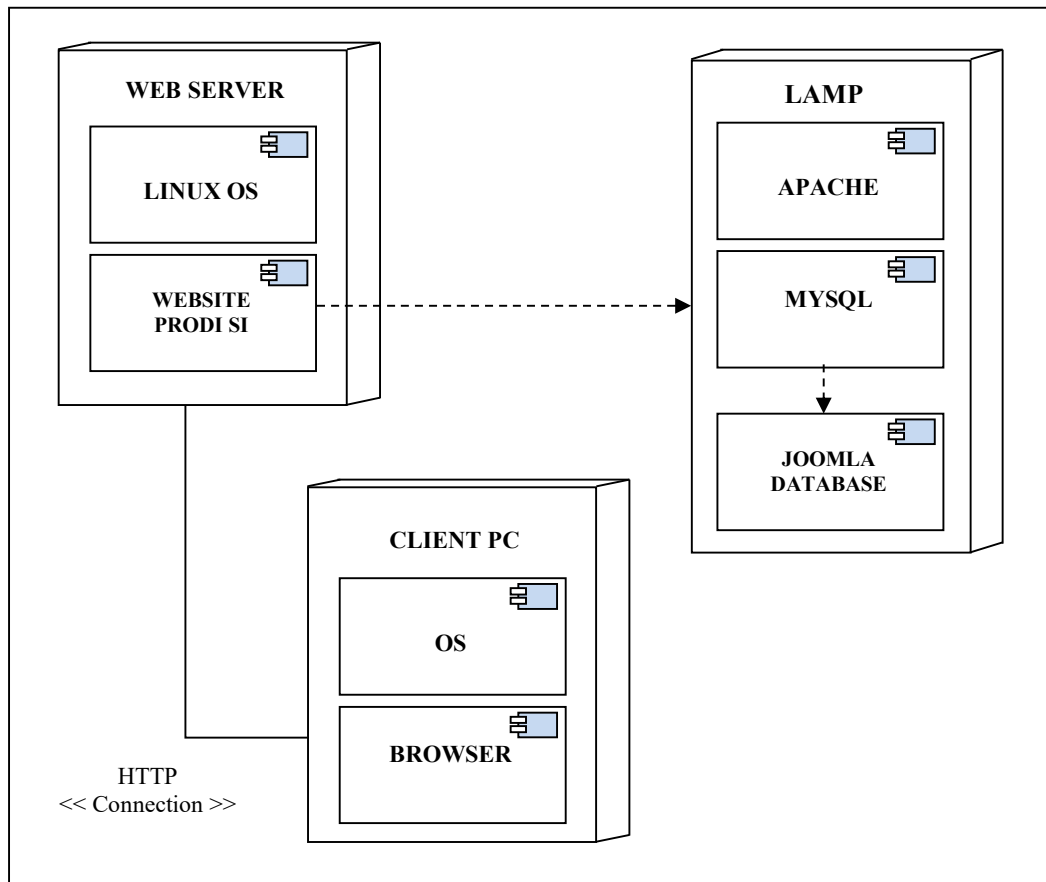 WEB SERVER
LINUX OS
WEBSITE
PRODI SI
LAMP
APACHE
MYSQL
JOOMLA
DATABASE
CLIENT PC
OS
BROWSER
HTTP
<< Connection >>